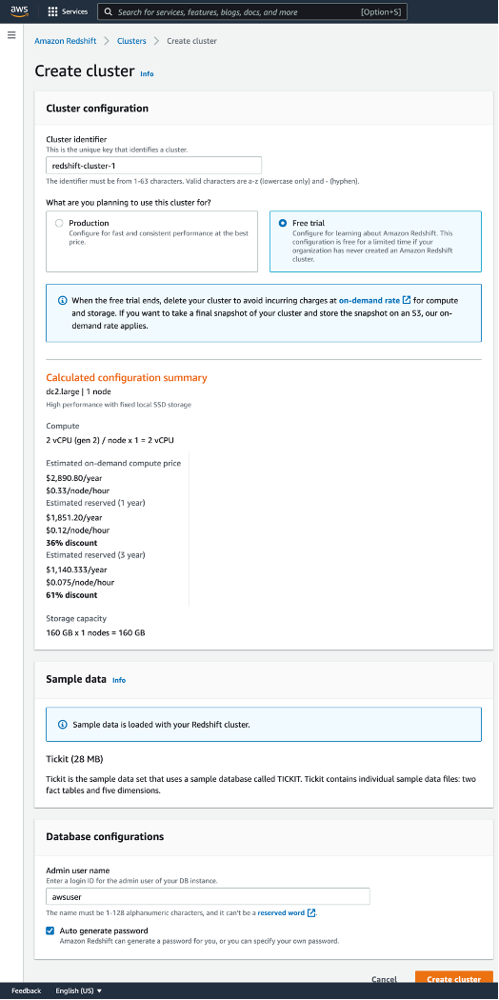 aws
Services
Search for services, features, blogs, docs, and more
[Option+S]
Amazon Redshift > Clusters > Create cluster
Create cluster Info
Cluster configuration
Cluster identifier
This is the unique key that identifies a cluster.
redshift-cluster-1
The identifier must be from 1-63 characters. Valid characters are a-z (lowercase only) and - (hyphen).
What are you planning to use this cluster for?
Production
Configure for fast and consistent performance at the best
price.
Free trial
Configure for learning about Amazon Redshift. This
configuration is free for a limited time if your
organization has never created an Amazon Redshift
cluster.
When the free trial ends, delete your cluster to avoid incurring charges at on-demand rate for compute
and storage. If you want to take a final snapshot of your cluster and store the snapshot on an S3, our on-
demand rate applies.
Calculated configuration summary
dc2.large | 1 node
High performance with fixed local SSD storage
Compute
2 vCPU (gen 2) / node x 1 = 2 vCPU
Estimated on-demand compute price
$2,890.80/year
$0.33/node/hour
Estimated reserved (1 year)
$1,851.20/year
$0.12/node/hour
36% discount
Estimated reserved (3 year)
$1,140.333/year
$0.075/node/hour
61% discount
Storage capacity
160 GB x 1 nodes = 160 GB
Sample data Info
Sample data is loaded with your Redshift cluster.
Tickit (28 MB)
Tickit is the sample data set that uses a sample database called TICKIT. Tickit contains individual sample data files: two
fact tables and five dimensions.
Database configurations
Admin user name
Enter a login ID for the admin user of your DB instance.
awsuser
The name must be 1-128 alphanumeric characters, and it can't be a reserved word.
Auto generate password
Amazon Redshift can generate a password for you, or you can specify your own password.
Cancel
Create cluster
Feedback
English (US)